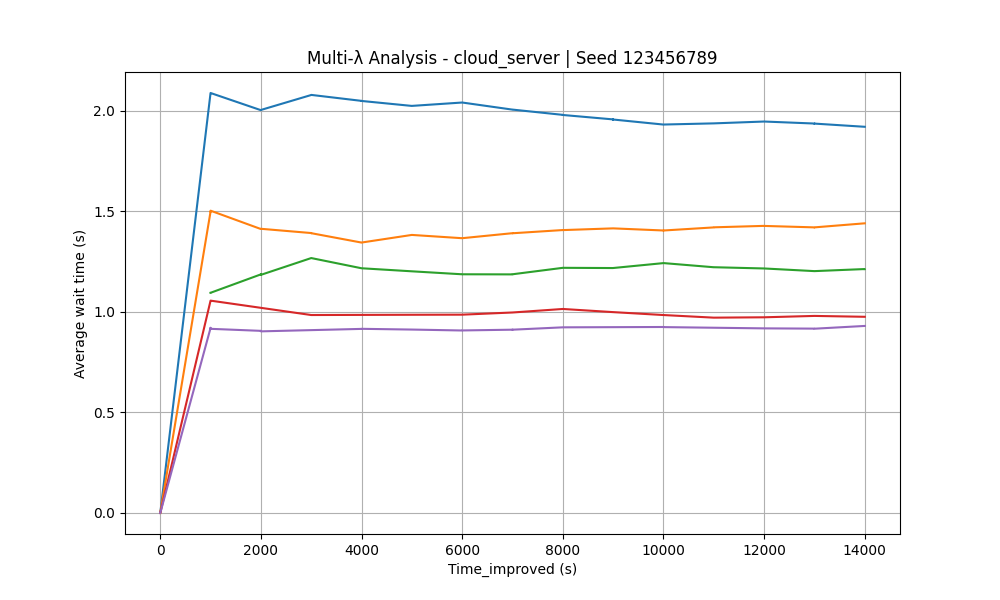 Multi-λ Analysis - cloud_server | Seed 123456789
Average wait time (s)
2.0
1.5
1.0
0.5
0.0
0 2000 4000 6000 8000 10000 12000 14000
Time_improved (s)